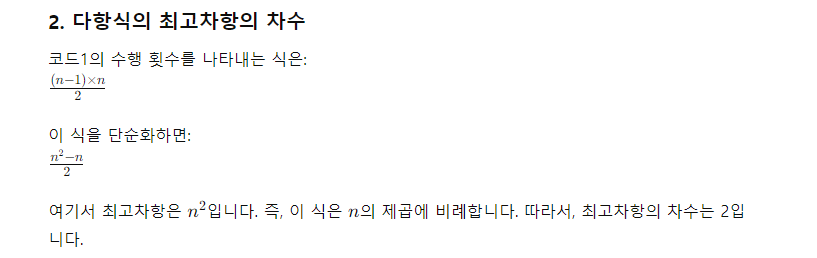 2. 다항식의 최고차항의 차수
코드1의 수행 횟수를 나타내는 식은:
(n−1)×n
2
이 식을 단순화하면:
n²−n
2
여기서 최고차항은 n²입니다. 즉, 이 식은 n의 제곱에 비례합니다. 따라서, 최고차항의 차수는 2입
니다.